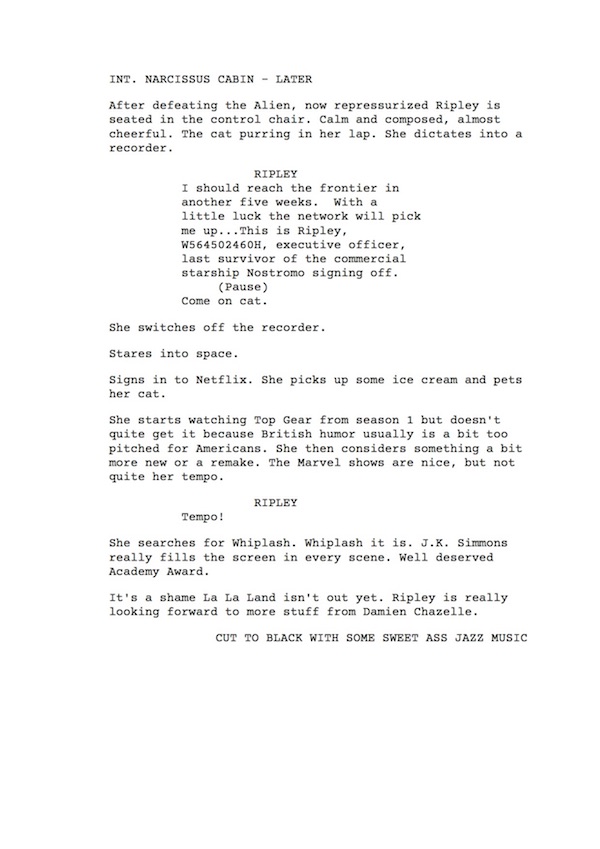 INT. NARCISSUS CABIN - LATER
After defeating the Alien, now repressurized Ripley is
seated in the control chair. Calm and composed, almost
cheerful. The cat purring in her lap. She dictates into a
recorder.
RIPLEY
I should reach the frontier in
another five weeks.  With a
little luck the network will pick
me up...This is Ripley,
W564502460H, executive officer,
last survivor of the commercial
starship Nostromo signing off.
(Pause)
Come on cat.
She switches off the recorder.
Stares into space.
Signs in to Netflix. She picks up some ice cream and pets
her cat.
She starts watching Top Gear from season 1 but doesn't
quite get it because British humor usually is a bit too
pitched for Americans. She then considers something a bit
more new or a remake. The Marvel shows are nice, but not
quite her tempo.
RIPLEY
Tempo!
She searches for Whiplash. Whiplash it is. J.K. Simmons
really fills the screen in every scene. Well deserved
Academy Award.
It's a shame La La Land isn't out yet. Ripley is really
looking forward to more stuff from Damien Chazelle.
CUT TO BLACK WITH SOME SWEET ASS JAZZ MUSIC